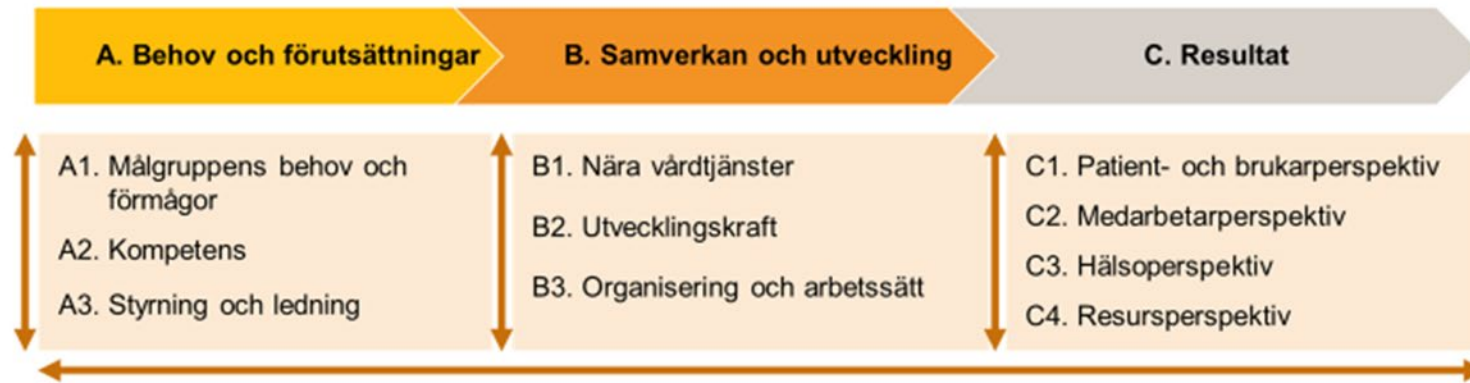 A. Behov och förutsättningar
B. Samverkan och utveckling
C. Resultat
A1. Målgruppens behov och
förmågor
A2. Kompetens
A3. Styrning och ledning
B1. Nära vårdtjänster
B2. Utvecklingskraft
B3. Organisering och arbetssätt
C1. Patient- och brukarperspektiv
C2. Medarbetarperspektiv
C3. Hälsoperspektiv
C4. Resursperspektiv